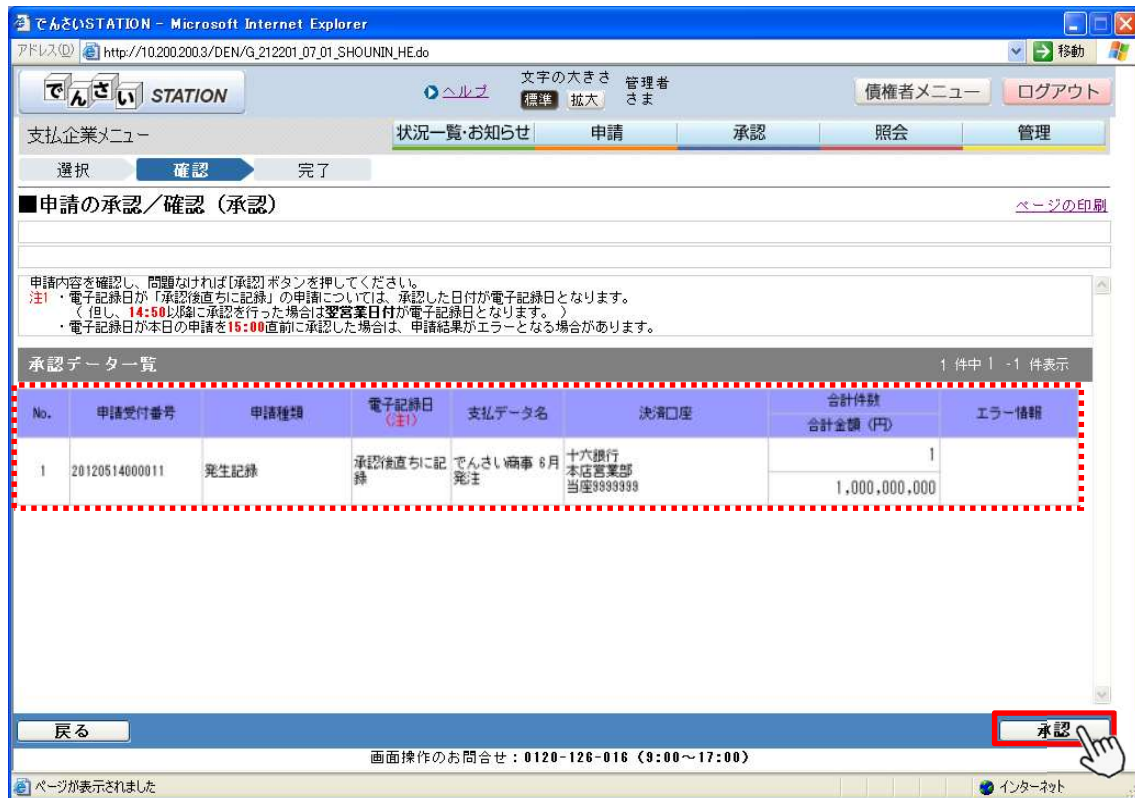 でんさいSTATION - Microsoft Internet Explorer
アドレス(D) http://10.200.200.3/DEN/G_212201_07_01_SHOUNIN_HE.do 移動
でんさい STATION ヘルプ 文字の大きさ 標準 拡大 管理者さま 債権者メニュー ログアウト
支払企業メニュー 状況一覧・お知らせ 申請 承認 照会 管理
選択 確認 完了
■申請の承認／確認（承認） ページの印刷
申請内容を確認し、問題なければ[承認]ボタンを押してください。
注1 ・電子記録日が「承認後直ちに記録」の申請については、承認した日付が電子記録日となります。
（但し、14:50以降に承認を行った場合は翌営業日付が電子記録日となります。）
・電子記録日が本日の申請を15:00直前に承認した場合は、申請結果がエラーとなる場合があります。
承認データ一覧 1 件中 1 -1 件表示
No. 申請受付番号 申請種類 電子記録日(注1) 支払データ名 決済口座 合計件数 合計金額（円） エラー情報
1 20120514000011 発生記録 承認後直ちに記録 でんさい商事 6月発注 十六銀行 本店営業部 当座9999999 1 1,000,000,000
戻る 承認
画面操作のお問合せ：0120-126-016（9:00～17:00）
ページが表示されました インターネット